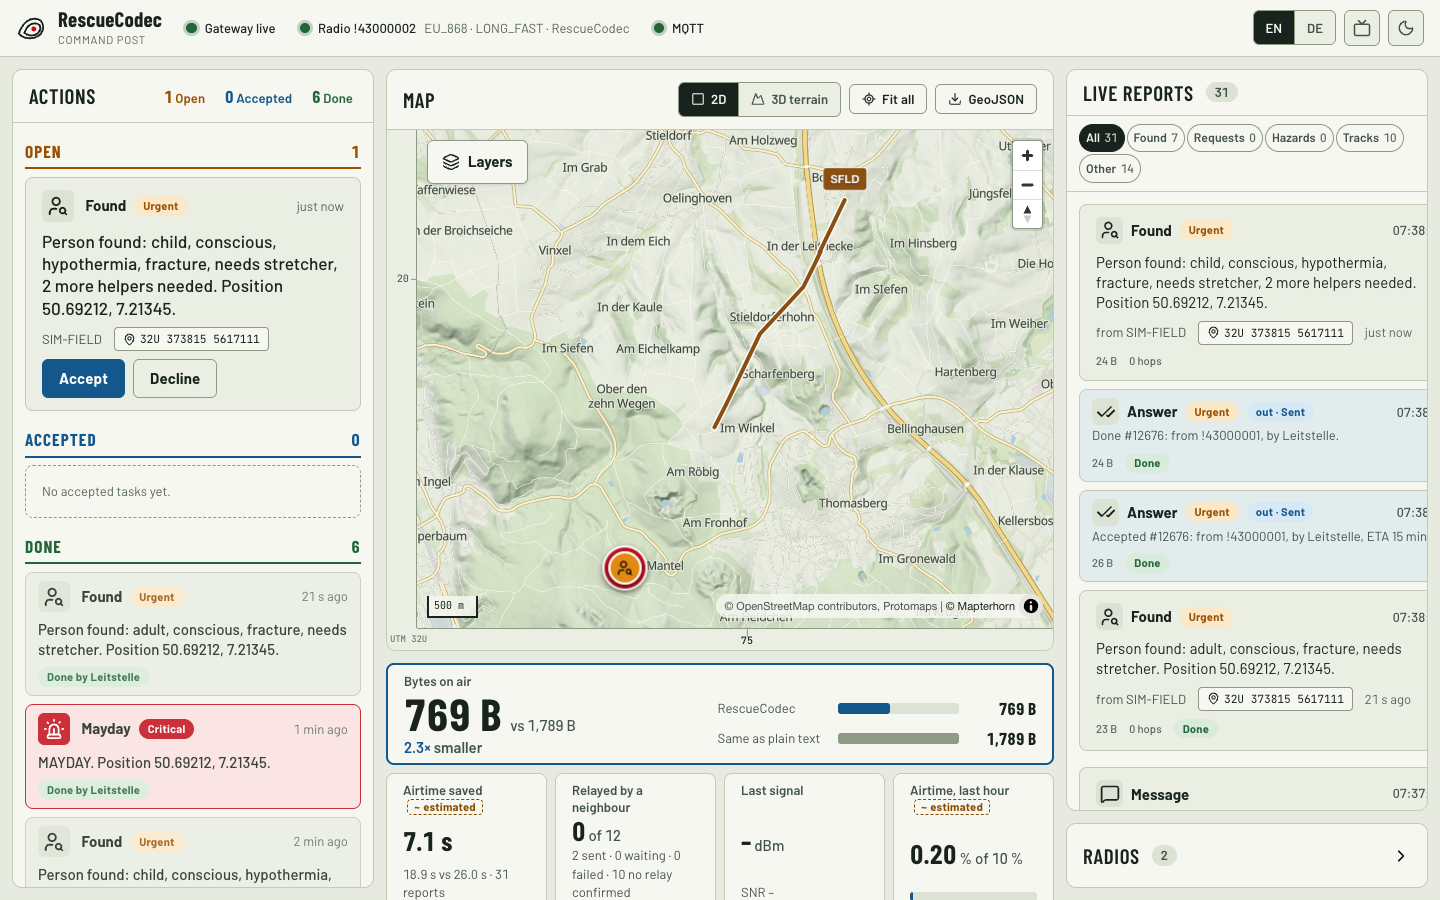 RescueCodec
COMMAND POST
Gateway live
Radio !43000002 EU_868 · LONG_FAST · RescueCodec
MQTT
EN DE
ACTIONS
1 Open 0 Accepted 6 Done
OPEN 1
Found Urgent just now
Person found: child, conscious,
hypothermia, fracture, needs stretcher,
2 more helpers needed. Position
50.69212, 7.21345.
SIM-FIELD 32U 373815 5617111
Accept Decline
ACCEPTED 0
No accepted tasks yet.
DONE 6
Found Urgent 21 s ago
Person found: adult, conscious, fracture, needs
stretcher. Position 50.69212, 7.21345.
Done by Leitstelle
Mayday Critical 1 min ago
MAYDAY. Position 50.69212, 7.21345.
Done by Leitstelle
Found Urgent 2 min ago
Person found: child, conscious, hypothermia,
MAP
2D 3D terrain Fit all GeoJSON
Layers
Stieldorf
Am Holzweg
Im Grab
SFLD
affenwiese
Oelinghoven
Jüngsfel
n der Broichseiche
Vinxel
In dem Eich
In der Leimecke
Im Hinsberg
Die Ho
20
ein
In der Kaule
Im Slefen
Stieldorferhohn
Im Weiher
Im Siefen
Am Eichelkamp
Scharfenberg
Hartenberg
Ober den
zehn Wegen
Im Winkel
Bellinghausen
Am Röbig
In der Klause
n Ingel
Thomasberg
Am Fronhof
Kellersbos
perbaum
Mantel
Im Gronewald
500 m
© OpenStreetMap contributors, Protomaps | © Mapterhorn
UTM 32U
75
Bytes on air
769 B vs 1,789 B
2.3× smaller
RescueCodec 769 B
Same as plain text 1,789 B
Airtime saved
~ estimated
7.1 s
18.9 s vs 26.0 s · 31
reports
Relayed by a
neighbour
0 of 12
2 sent · 0 waiting · 0
failed · 10 no relay
confirmed
Last signal
– dBm
SNR –
Airtime, last hour
~ estimated
0.20 % of 10 %
LIVE REPORTS 31
All 31 Found 7 Requests 0 Hazards 0 Tracks 10
Other 14
Found Urgent 07:38
Person found: child, conscious, hypothermia,
fracture, needs stretcher, 2 more helpers needed.
Position 50.69212, 7.21345.
from SIM-FIELD 32U 373815 5617111 just now
24 B 0 hops
Answer Urgent out · Sent 07:38
Done #12676: from !43000001, by Leitstelle.
24 B Done
Answer Urgent out · Sent 07:38
Accepted #12676: from !43000001, by Leitstelle, ETA 15 min
26 B Done
Found Urgent 07:38
Person found: adult, conscious, fracture, needs
stretcher. Position 50.69212, 7.21345.
from SIM-FIELD 32U 373815 5617111 21 s ago
23 B 0 hops Done
Message 07:37
RADIOS 2